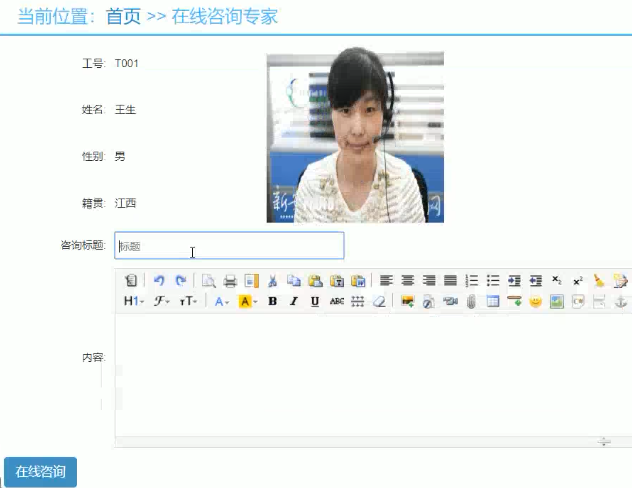 当前位置：首页 >> 在线咨询专家
工号: T001
姓名: 王生
性别: 男
籍贯: 江西
咨询标题: 标题
H1 F TT A A B I U ABC
内容:
在线咨询